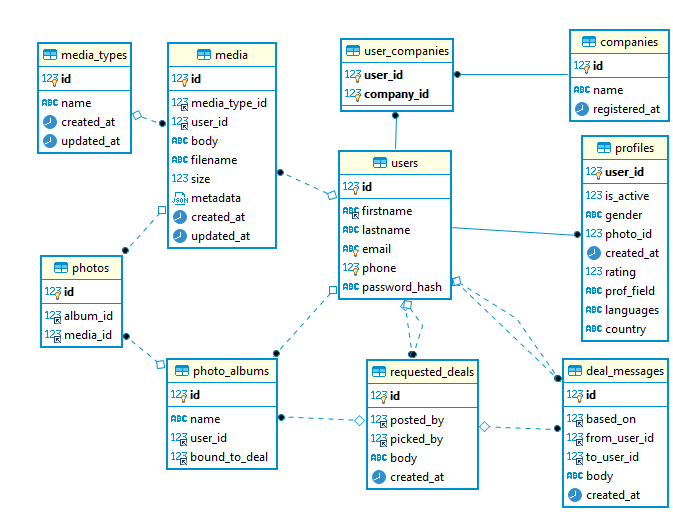 media_types
123 id
ABC name
created_at
updated_at
media
123 id
123 media_type_id
123 user_id
ABC body
ABC filename
123 size
JSON metadata
created_at
updated_at
user_companies
123 user_id
123 company_id
companies
123 id
ABC name
registered_at
users
123 id
ABC firstname
ABC lastname
ABC email
123 phone
ABC password_hash
profiles
123 user_id
123 is_active
ABC gender
123 photo_id
created_at
123 rating
ABC prof_field
ABC languages
ABC country
photos
123 id
123 album_id
123 media_id
photo_albums
123 id
ABC name
123 user_id
123 bound_to_deal
requested_deals
123 id
123 posted_by
123 picked_by
ABC body
created_at
deal_messages
123 id
123 based_on
123 from_user_id
123 to_user_id
ABC body
created_at